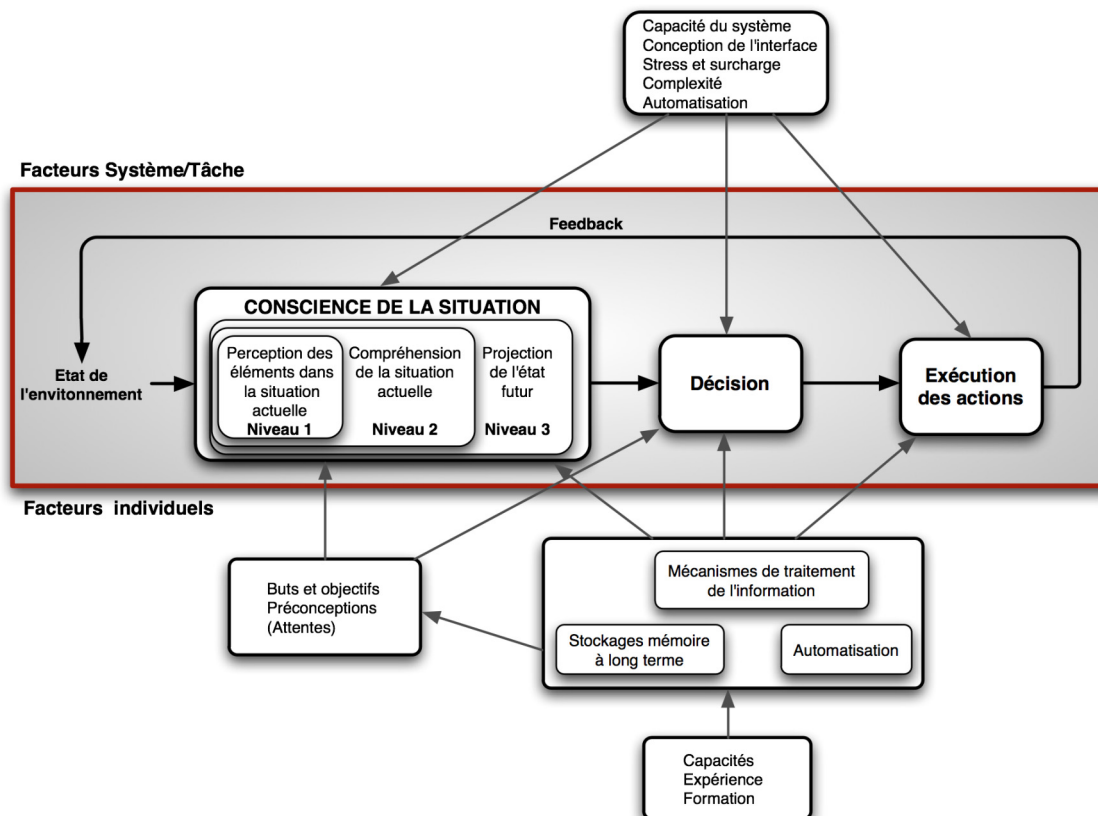 Capacité du système
Conception de l'interface
Stress et surcharge
Complexité
Automatisation
Facteurs Système/Tâche
Feedback
CONSCIENCE DE LA SITUATION
Perception des
éléments dans
la situation
actuelle
Niveau 1
Compréhension
de la situation
actuelle
Niveau 2
Projection
de l'état
futur
Niveau 3
Etat de
l'envitonnement
Décision
Exécution
des actions
Facteurs individuels
Buts et objectifs
Préconceptions
(Attentes)
Mécanismes de traitement
de l'information
Stockages mémoire
à long terme
Automatisation
Capacités
Expérience
Formation